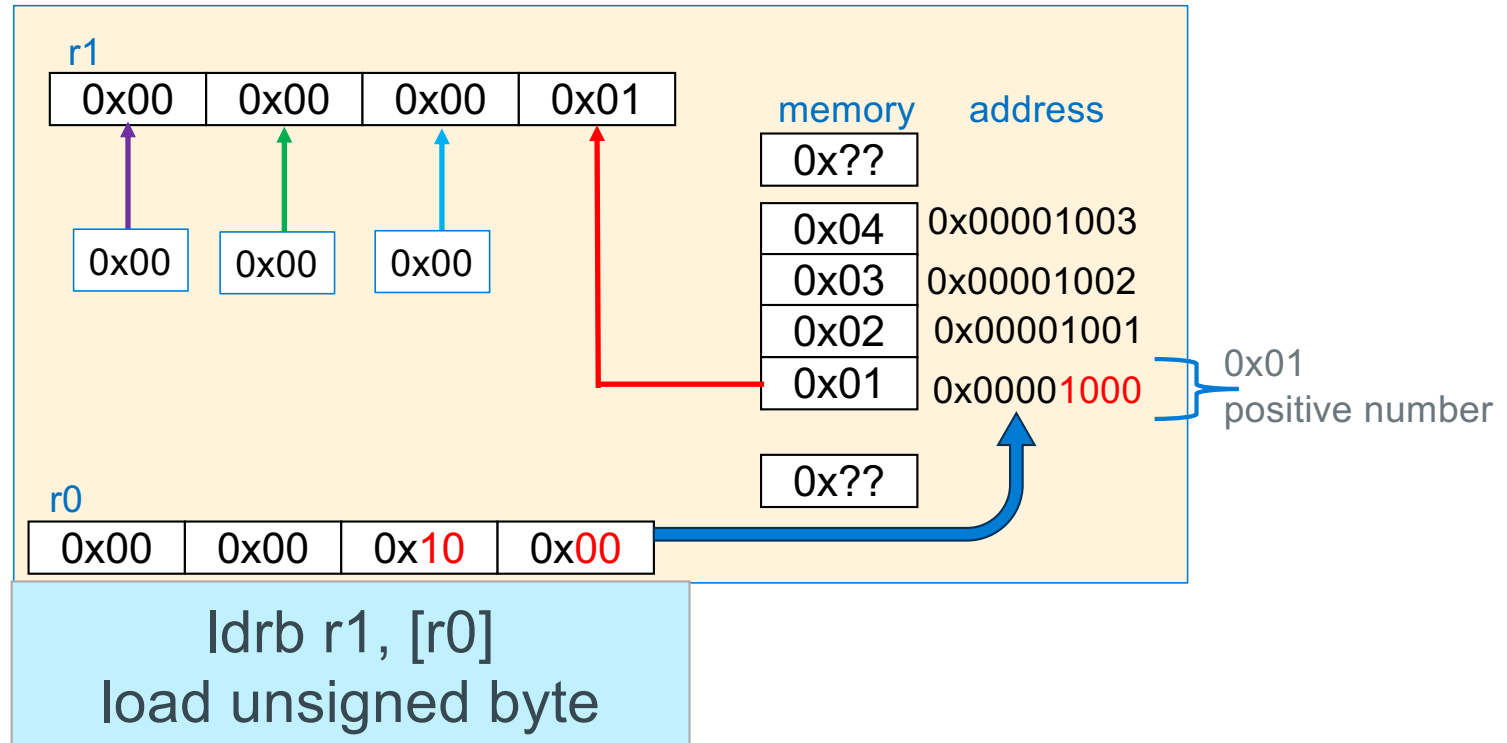 r1
0x00 0x00 0x00 0x01
memory address
0x??
0x00 0x00 0x00
0x04 0x00001003
0x03 0x00001002
0x02 0x00001001
0x01 0x00001000
0x01
positive number
0x??
r0
0x00 0x00 0x10 0x00
ldrb r1, [r0]
load unsigned byte